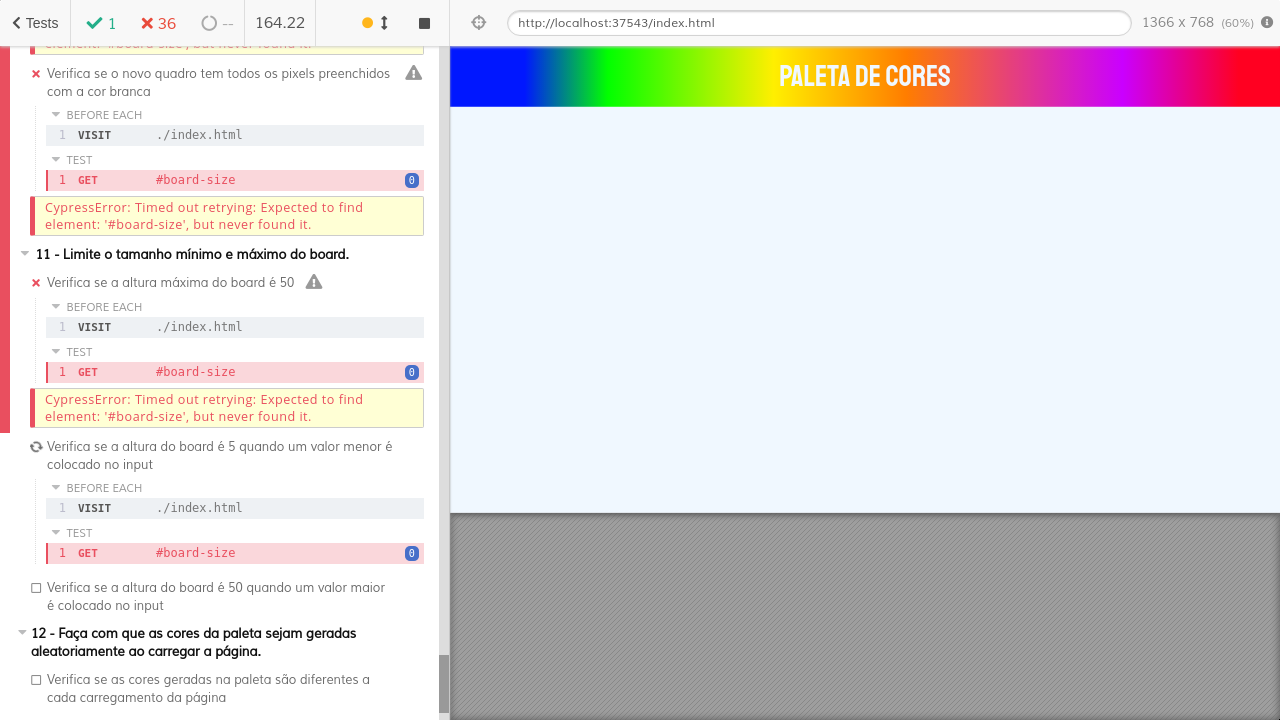 Tests 1 36 -- 164.22
http://localhost:37543/index.html 1366 x 768 (60%)
element: '#board-size', but never found it.
Verifica se o novo quadro tem todos os pixels preenchidos
com a cor branca
BEFORE EACH
1 VISIT ./index.html
TEST
1 GET #board-size 0
CypressError: Timed out retrying: Expected to find
element: '#board-size', but never found it.
11 - Limite o tamanho mínimo e máximo do board.
Verifica se a altura máxima do board é 50
BEFORE EACH
1 VISIT ./index.html
TEST
1 GET #board-size 0
CypressError: Timed out retrying: Expected to find
element: '#board-size', but never found it.
Verifica se a altura do board é 5 quando um valor menor é
colocado no input
BEFORE EACH
1 VISIT ./index.html
TEST
1 GET #board-size 0
Verifica se a altura do board é 50 quando um valor maior
é colocado no input
12 - Faça com que as cores da paleta sejam geradas
aleatoriamente ao carregar a página.
Verifica se as cores geradas na paleta são diferentes a
cada carregamento da página
PALETA DE CORES